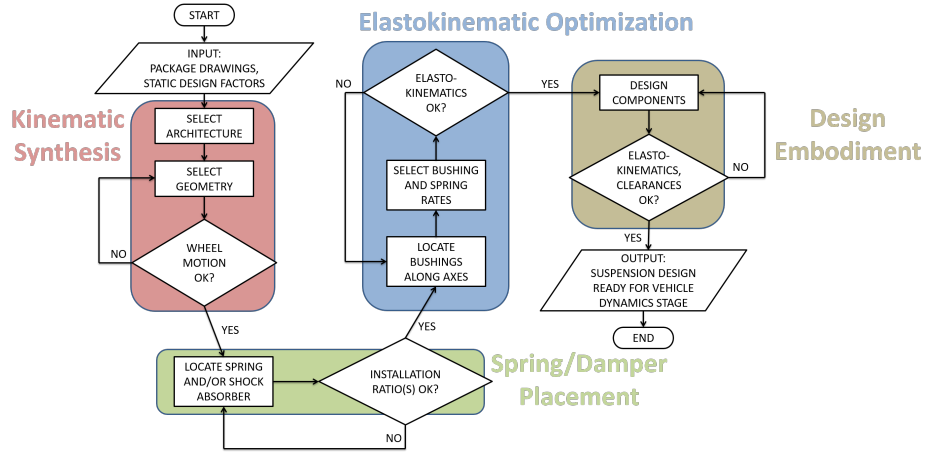 START
INPUT:
PACKAGE DRAWINGS,
STATIC DESIGN FACTORS
Kinematic
Synthesis
SELECT
ARCHITECTURE
SELECT
GEOMETRY
WHEEL
MOTION
OK?
NO
YES
LOCATE SPRING
AND/OR SHOCK
ABSORBER
INSTALLATION
RATIO(S) OK?
NO
YES
Spring/Damper
Placement
Elastokinematic Optimization
LOCATE
BUSHINGS
ALONG AXES
SELECT BUSHING
AND SPRING
RATES
ELASTO-
KINEMATICS
OK?
NO
YES
DESIGN
COMPONENTS
Design
Embodiment
ELASTO-
KINEMATICS,
CLEARANCES
OK?
NO
YES
OUTPUT:
SUSPENSION DESIGN
READY FOR VEHICLE
DYNAMICS STAGE
END